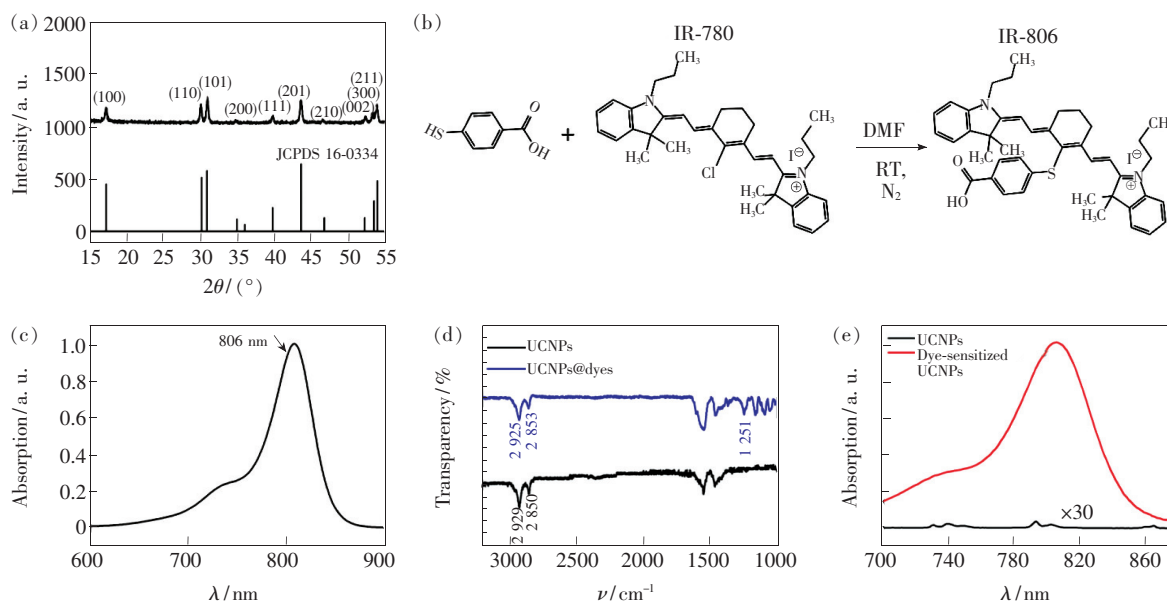 (a)
2000
1500
1000
500
0
Intensity/a. u.
(100)
(110)
(101)
(200)
(111)
(201)
(210)
(002)
(300)
(211)
JCPDS 16-0334
15 20 25 30 35 40 45 50 55
2θ/(°)
(b)
IR-780
IR-806
HS
O
OH
+
N
CH₃
H₃C
CH₃
Cl
I⊖
CH₃
N
⊕
H₃C
H₃C
DMF
RT,
N₂
N
CH₃
H₃C
CH₃
O
HO
S
I⊖
CH₃
N
⊕
H₃C
H₃C
(c)
1.0
0.8
0.6
0.4
0.2
0
Absorption/a. u.
806 nm
600 700 800 900
λ/nm
(d)
Transparency/%
UCNPs
UCNPs@dyes
2 925
2 853
1 251
2 929
2 850
3000 2500 2000 1500 1000
ν/cm⁻¹
(e)
Absorption/a. u.
UCNPs
Dye-sensitized
UCNPs
×30
700 740 780 820 860
λ/nm